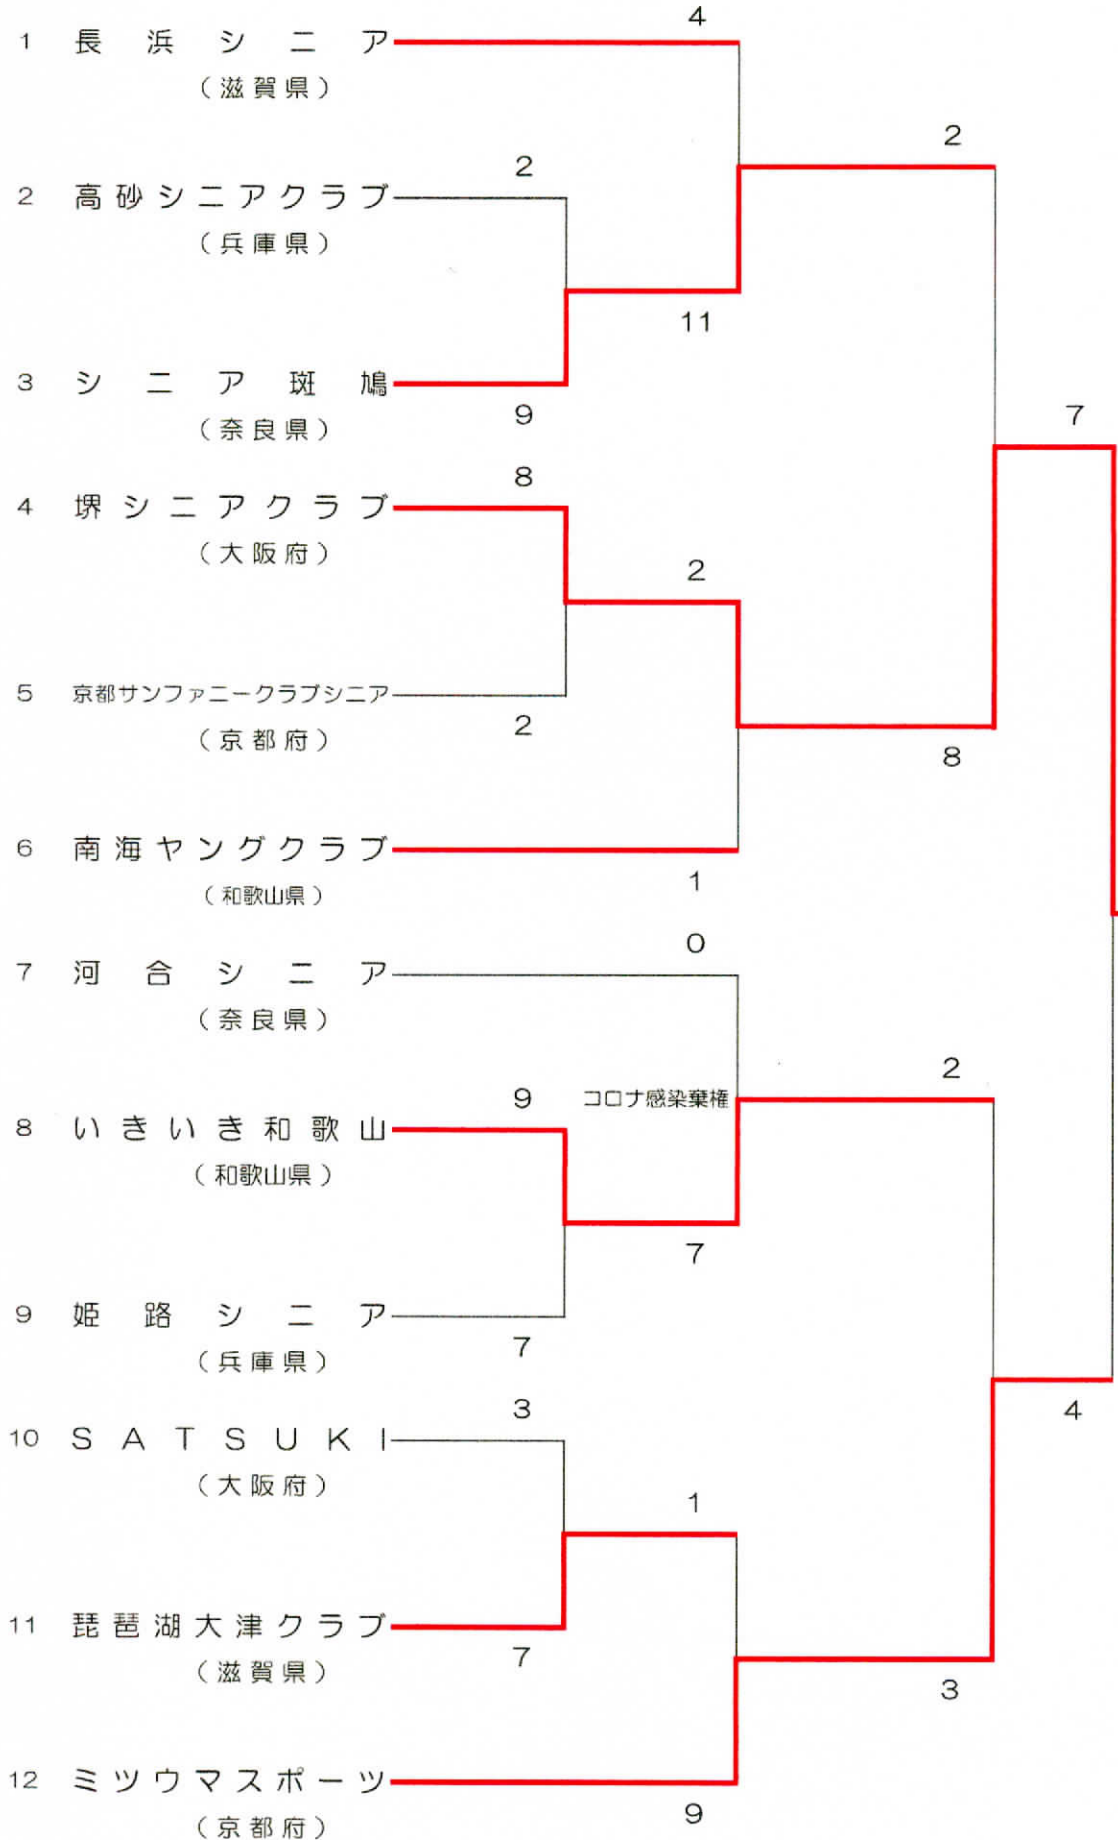 4
1 長浜シニア
（滋賀県）
2
2
2 高砂シニアクラブ
（兵庫県）
11
3 シニア斑鳩
9
7
（奈良県）
8
4 堺シニアクラブ
（大阪府）
2
5 京都サンファニークラブシニア
2
（京都府）
8
6 南海ヤングクラブ
1
（和歌山県）
0
7 河合シニア
（奈良県）
2
9
コロナ感染棄権
8 いきいき和歌山
（和歌山県）
7
9 姫路シニア
7
（兵庫県）
3
4
10 SATSUKI
（大阪府）
1
11 琵琶湖大津クラブ
7
（滋賀県）
3
12 ミツウマスポーツ
9
（京都府）